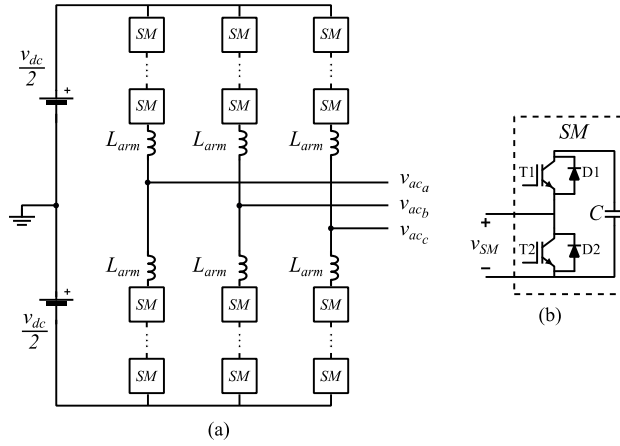 SM SM SM
v_dc/2 +
SM SM SM
L_arm L_arm L_arm
v_ac_a
v_ac_b
v_ac_c
L_arm L_arm L_arm
v_dc/2 +
SM SM SM
SM SM SM
(a)
SM
T1 D1
C
+
v_SM
−
T2 D2
(b)